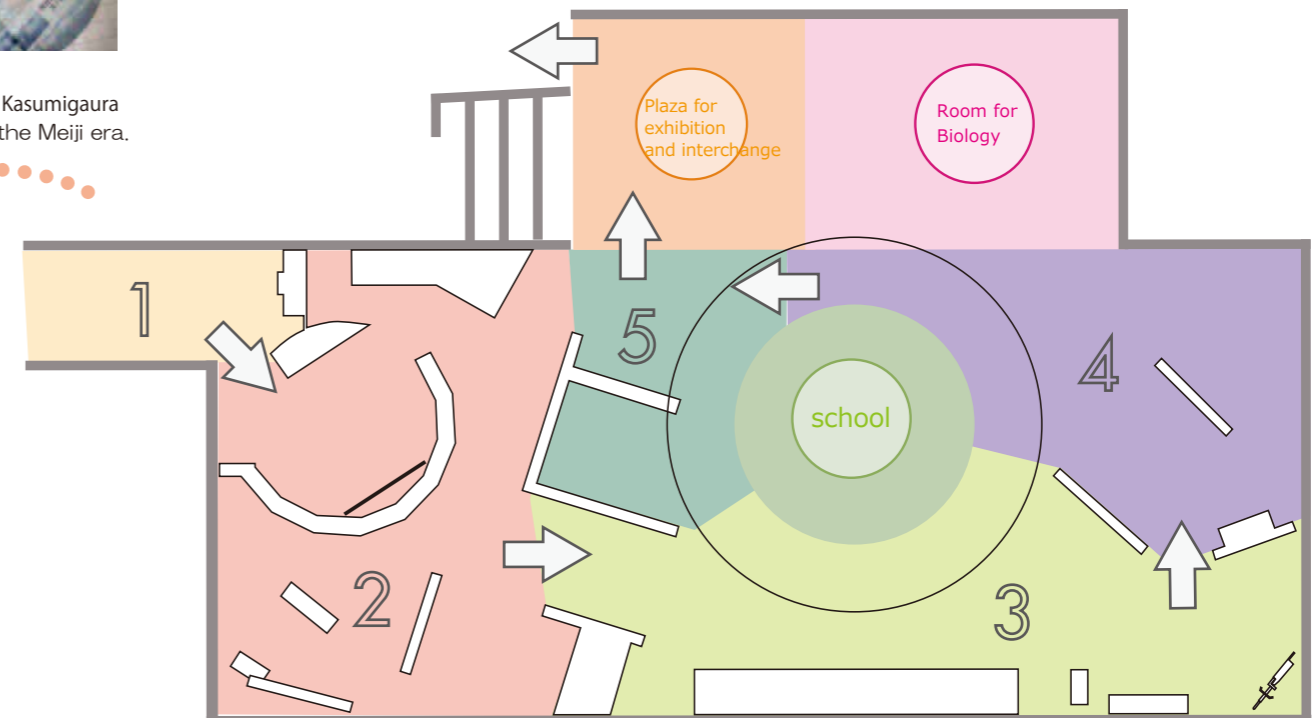 Kasumigaura
the Meiji era.
Plaza for
exhibition
and interchange
Room for
Biology
1
5
4
school
2
3